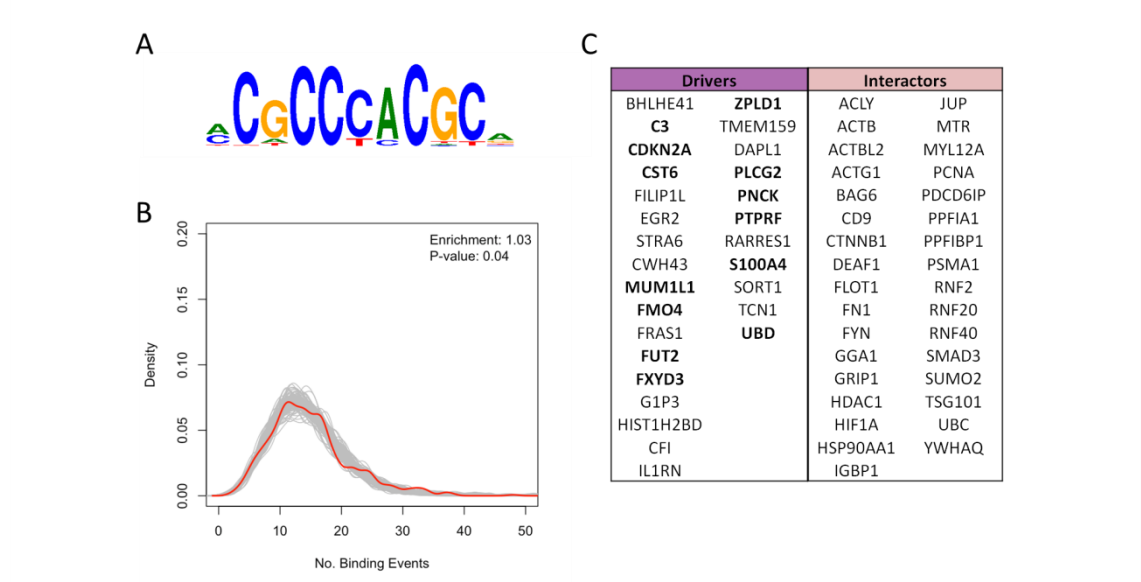 A
CGCCCACGC
B
Enrichment: 1.03
P-value: 0.04
0.20
0.15
0.10
0.05
0.00
Density
0 10 20 30 40 50
No. Binding Events
C
Drivers Interactors
BHLHE41 ZPLD1 ACLY JUP
C3 TMEM159 ACTB MTR
CDKN2A DAPL1 ACTBL2 MYL12A
CST6 PLCG2 ACTG1 PCNA
FILIP1L PNCK BAG6 PDCD6IP
EGR2 PTPRF CD9 PPFIA1
STRA6 RARRES1 CTNNB1 PPFIBP1
CWH43 S100A4 DEAF1 PSMA1
MUM1L1 SORT1 FLOT1 RNF2
FMO4 TCN1 FN1 RNF20
FRAS1 UBD FYN RNF40
FUT2 GGA1 SMAD3
FXYD3 GRIP1 SUMO2
G1P3 HDAC1 TSG101
HIST1H2BD HIF1A UBC
CFI HSP90AA1 YWHAQ
IL1RN IGBP1